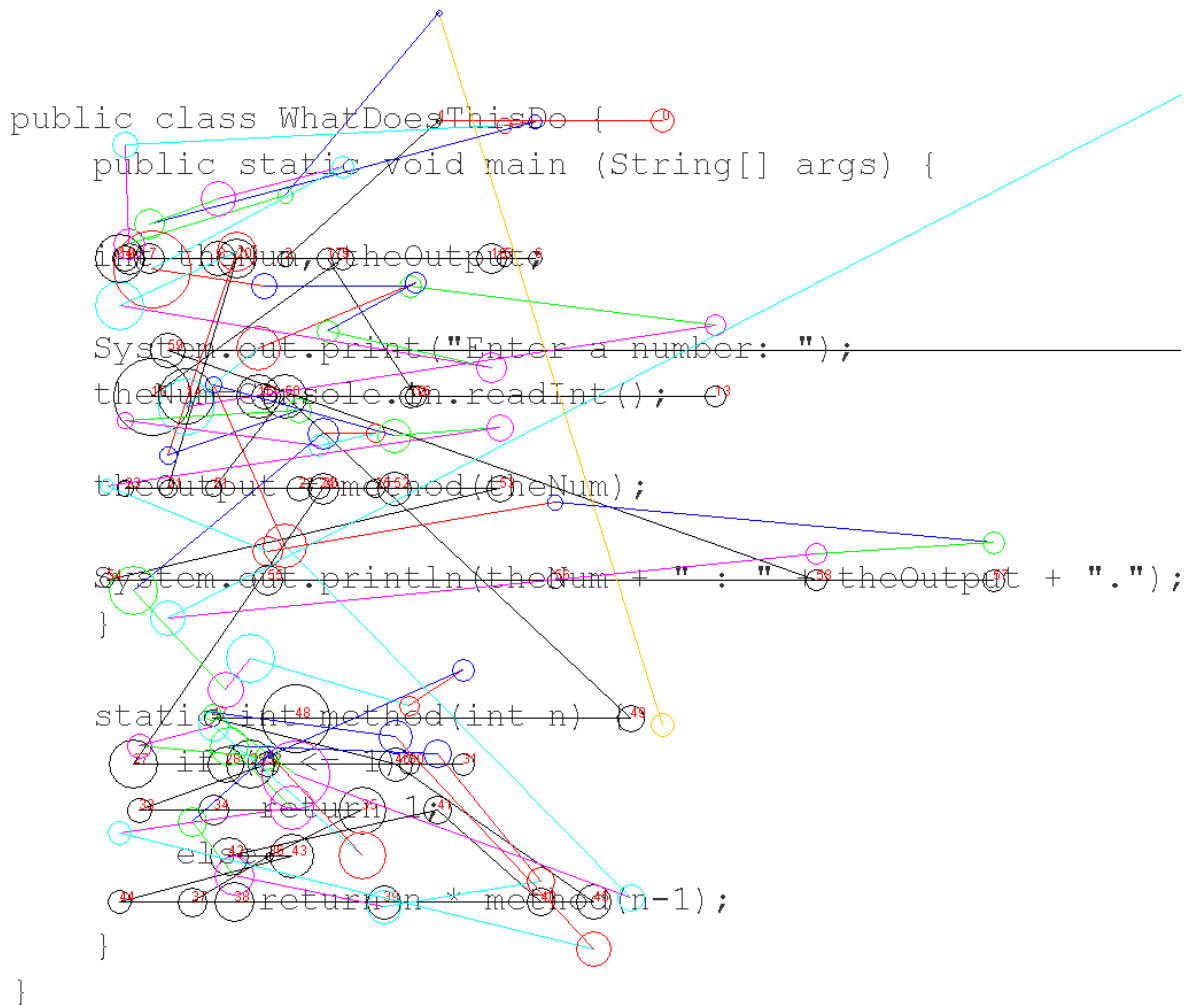 public class WhatDoesThisDo {
public static void main (String[] args) {
int theNum, theOutput;
System.out.print("Enter a number: ");
theNum=Console.in.readInt();
theOutput = method(theNum);
System.out.println(theNum + " : " + theOutput + ".");
}
static int method(int n) {
if (n <= 1)
return 1;
else
return n * method(n-1);
}
}